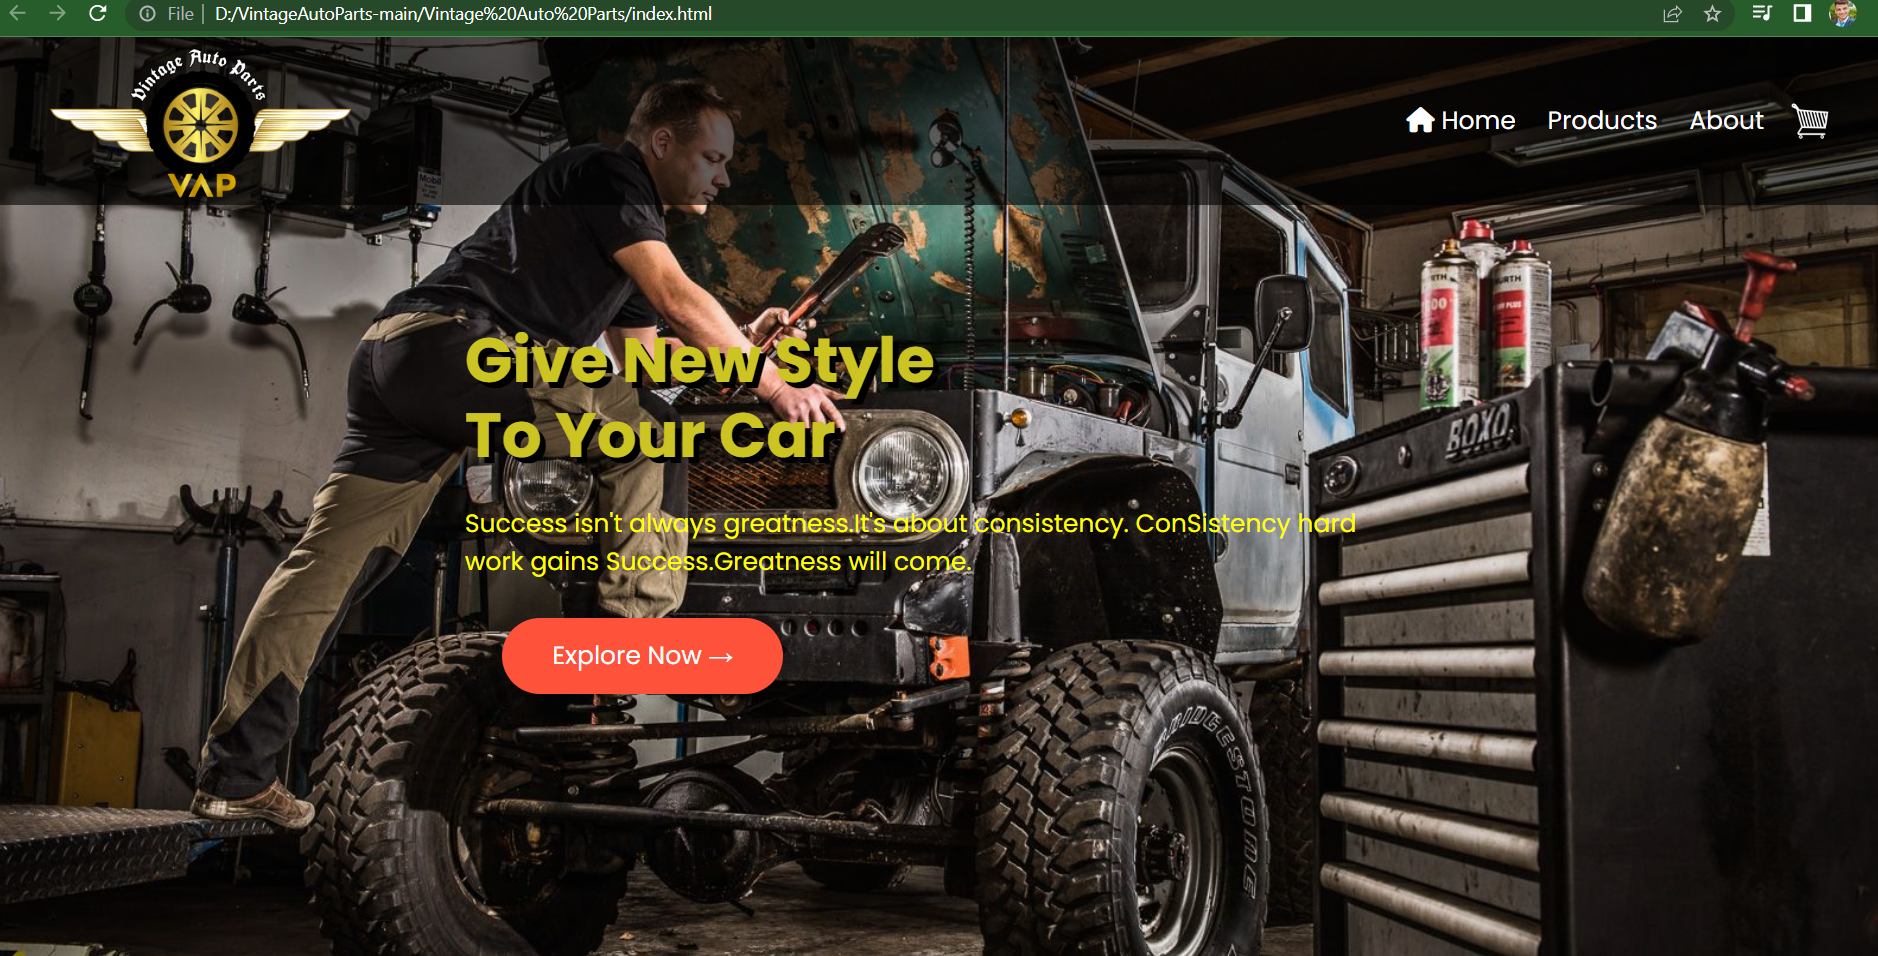 File
D:/VintageAutoParts-main/Vintage%20Auto%20Parts/index.html
Vintage Auto Parts
VAP
Home Products About
Mobil
Give New Style
To Your Car
Success isn't always greatness.It's about consistency. ConSistency hard
work gains Success.Greatness will come.
Explore Now →
BOXO
BRIDGESTONE